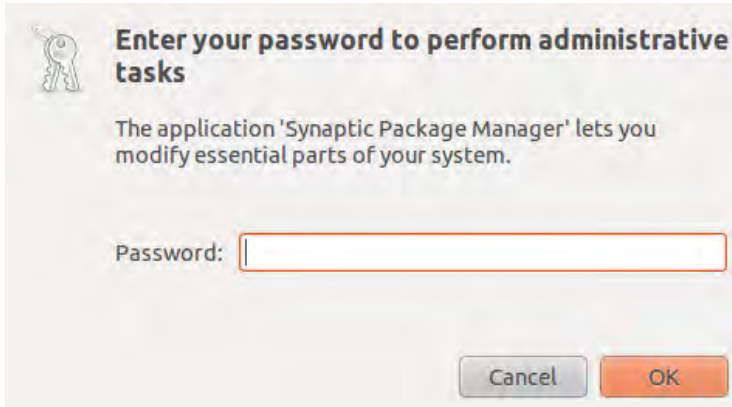 Enter your password to perform administrative
tasks
The application 'Synaptic Package Manager' lets you
modify essential parts of your system.
Password:
Cancel OK